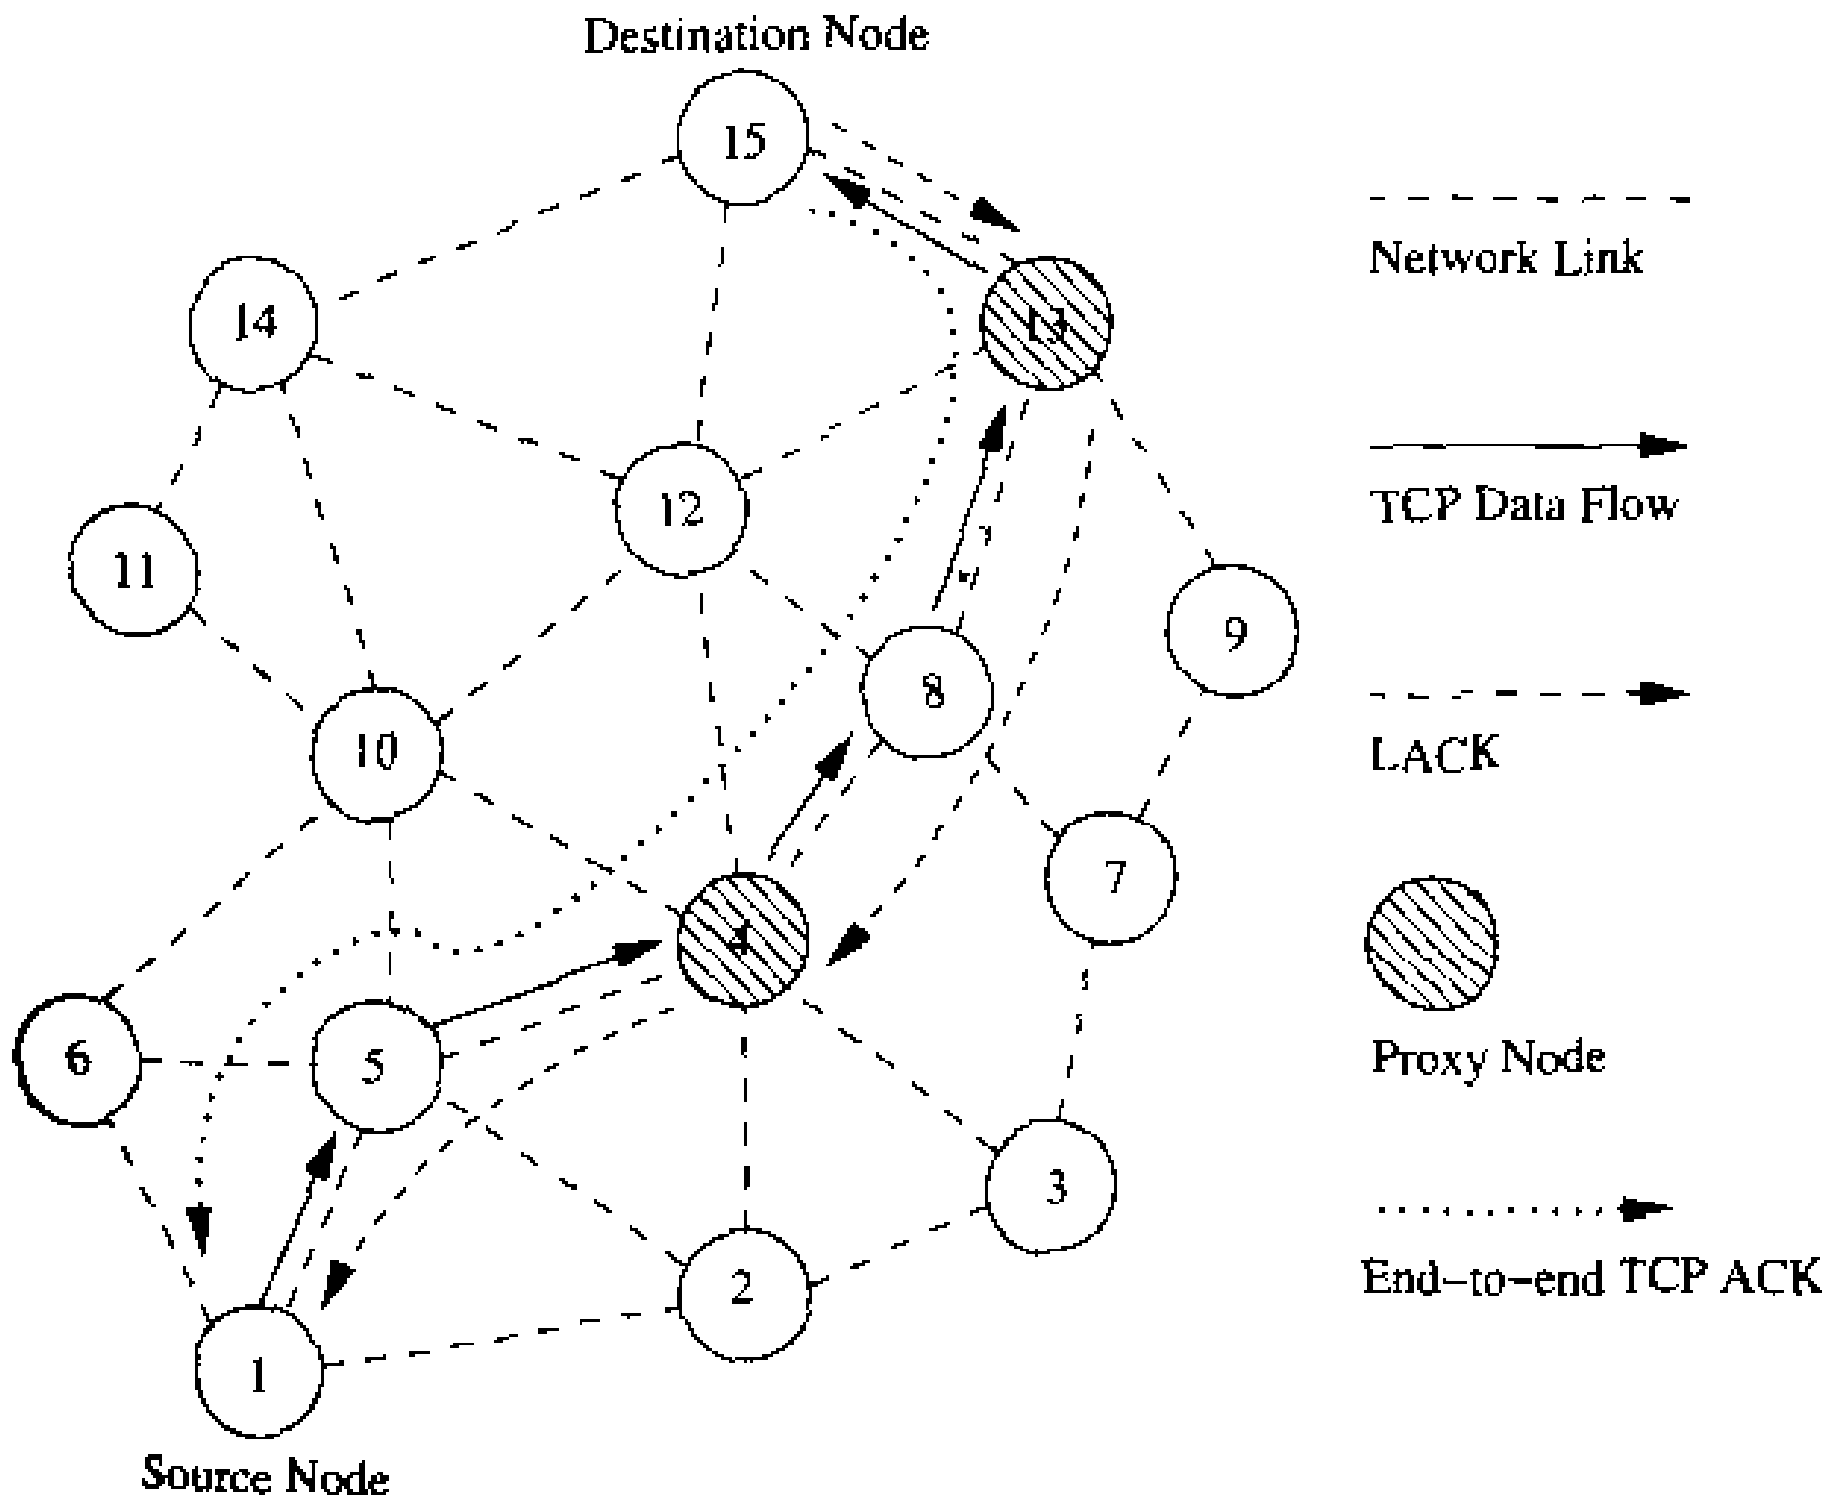 Destination Node
15
14
13
12
11
10
9
8
7
6
5
4
3
2
1
Source Node
Network Link
TCP Data Flow
LACK
Proxy Node
End-to-end TCP ACK